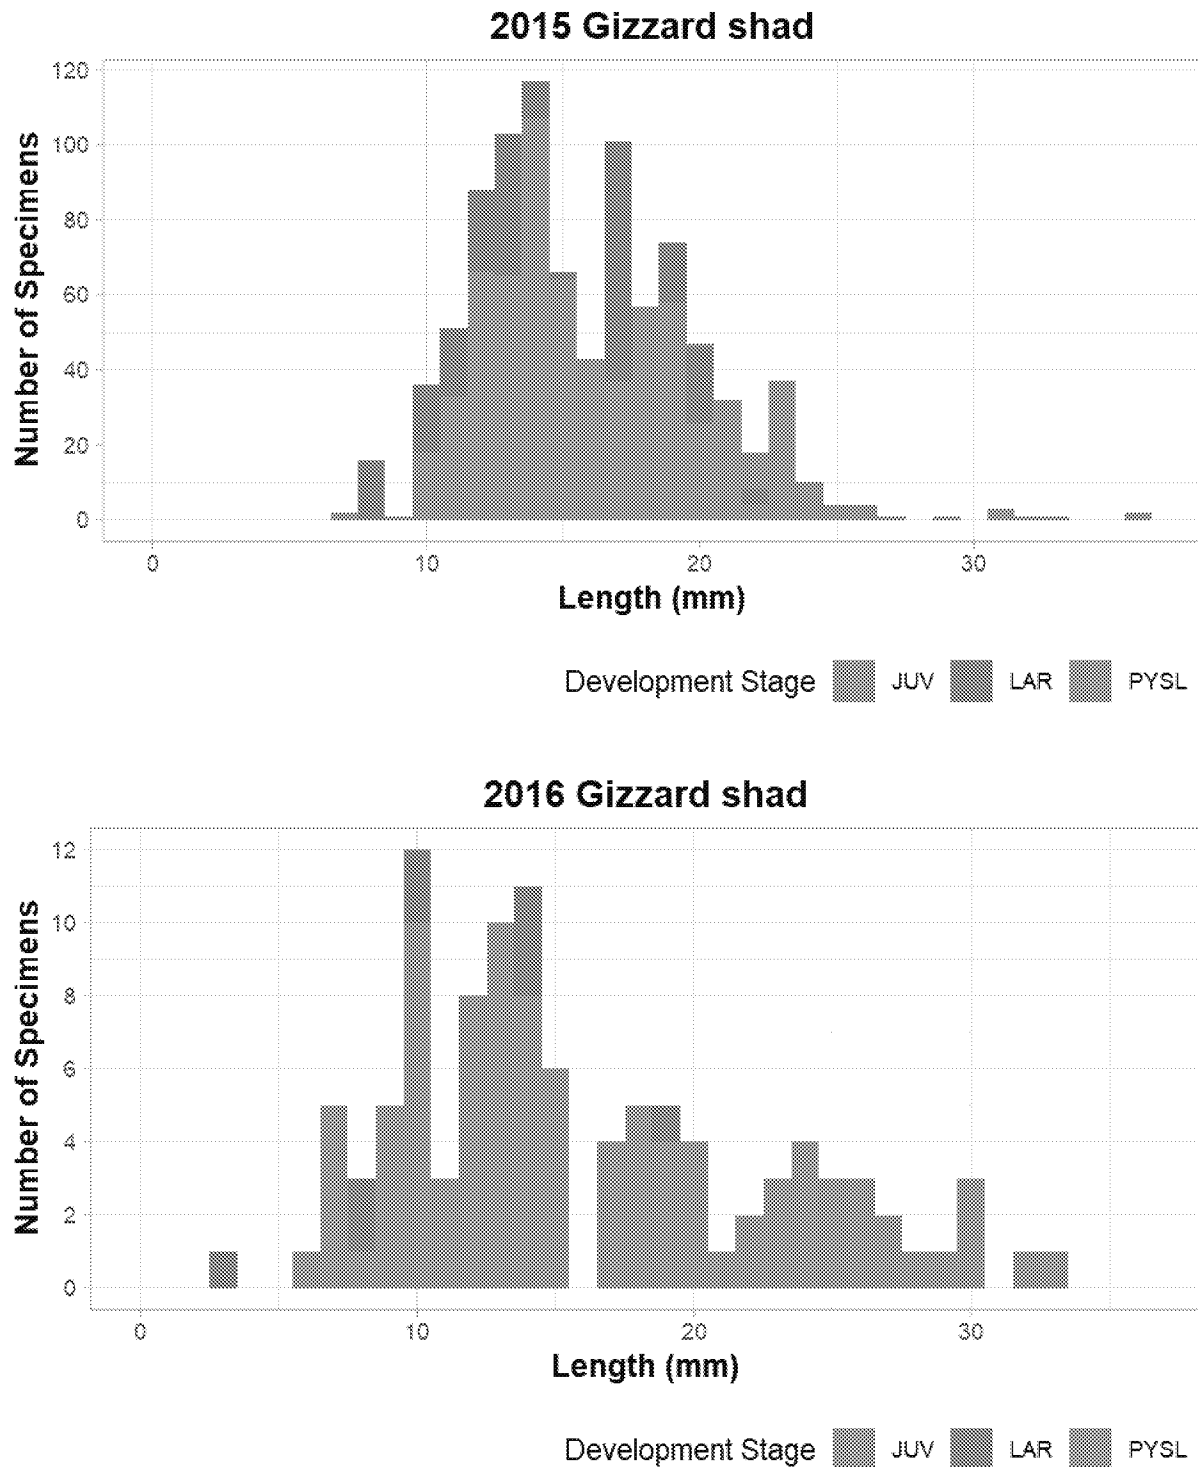 2015 Gizzard shad
Number of Specimens
120
100
80
60
40
20
0
0 10 20 30
Length (mm)
Development Stage JUV LAR PYSL
2016 Gizzard shad
Number of Specimens
12
10
8
6
4
2
0
0 10 20 30
Length (mm)
Development Stage JUV LAR PYSL